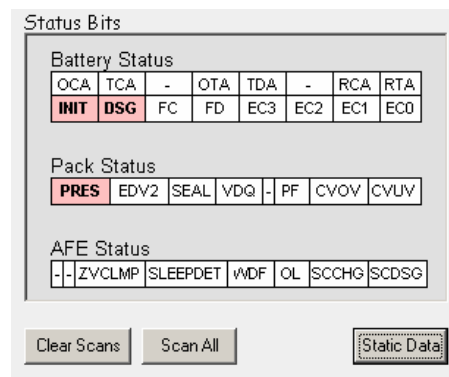 Status Bits
Battery Status
OCA TCA - OTA TDA - RCA RTA
INIT DSG FC FD EC3 EC2 EC1 EC0
Pack Status
PRES EDV2 SEAL VDQ - PF CVOV CVUV
AFE Status
- - ZVCLMP SLEEPDET WDF OL SCCHG SCDSG
Clear Scans Scan All Static Data